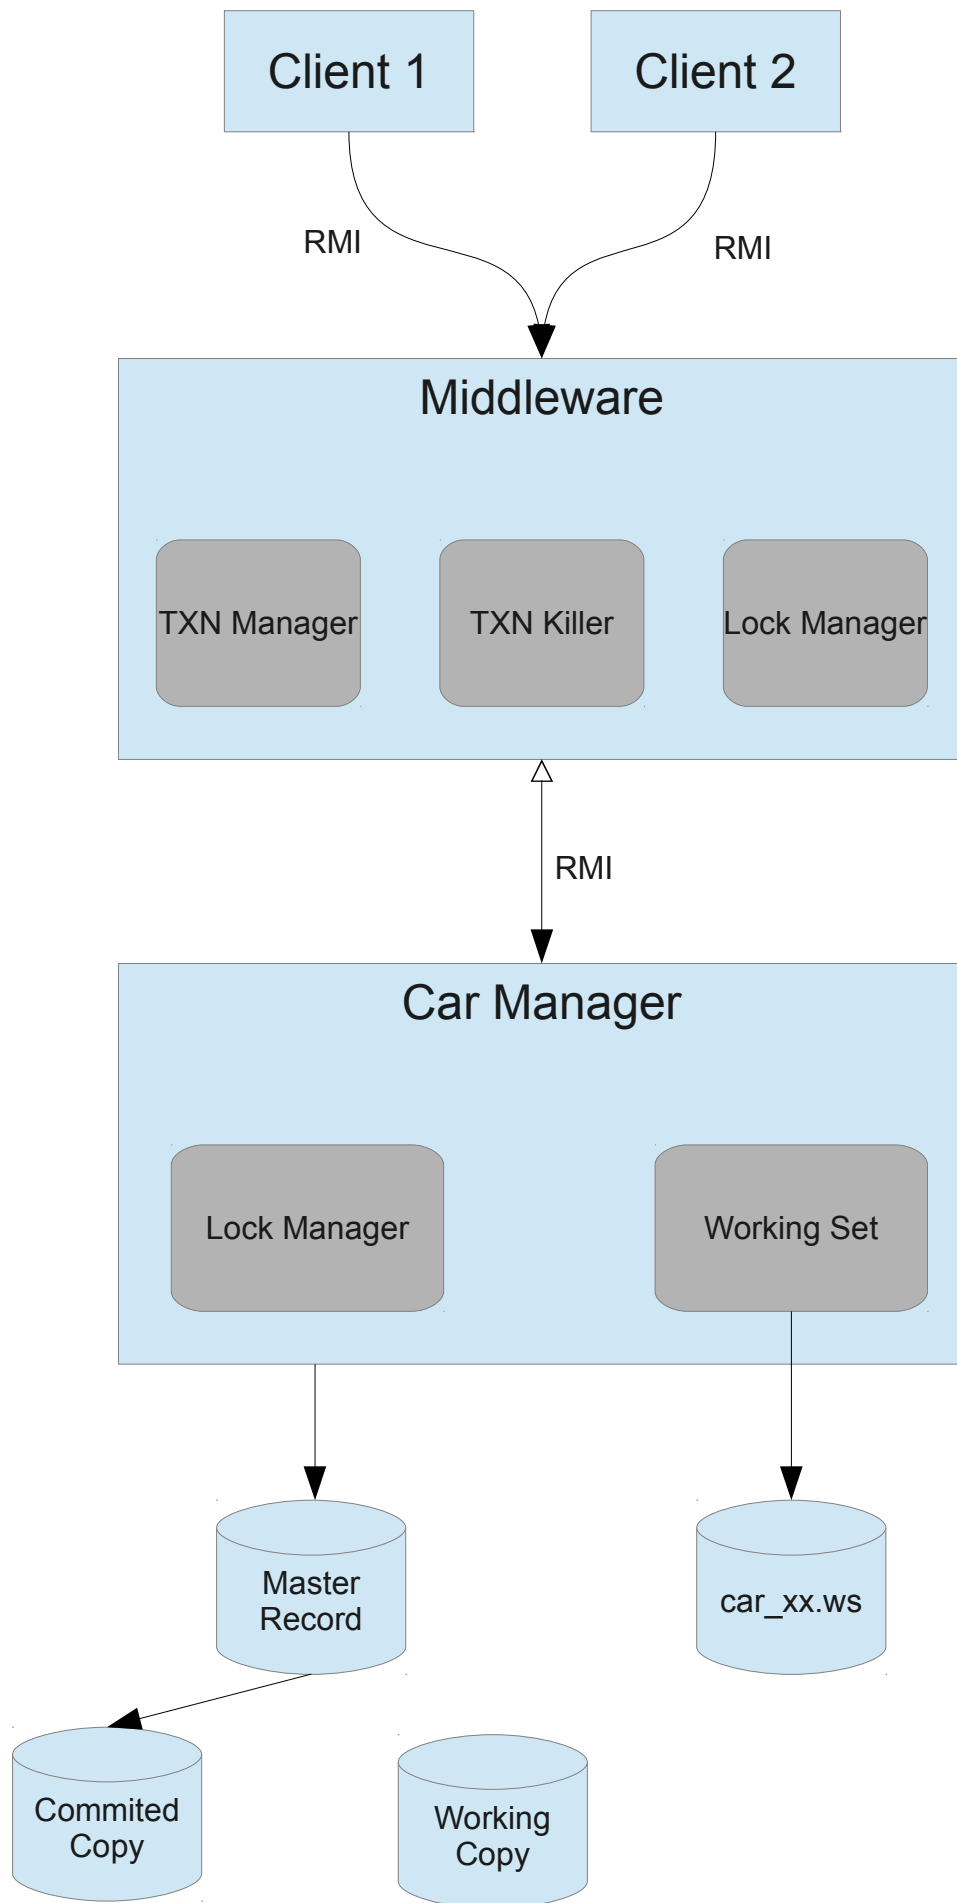 Client 1
Client 2
RMI
RMI
Middleware
TXN Manager
TXN Killer
Lock Manager
RMI
Car Manager
Lock Manager
Working Set
Master
Record
car_xx.ws
Commited
Copy
Working
Copy